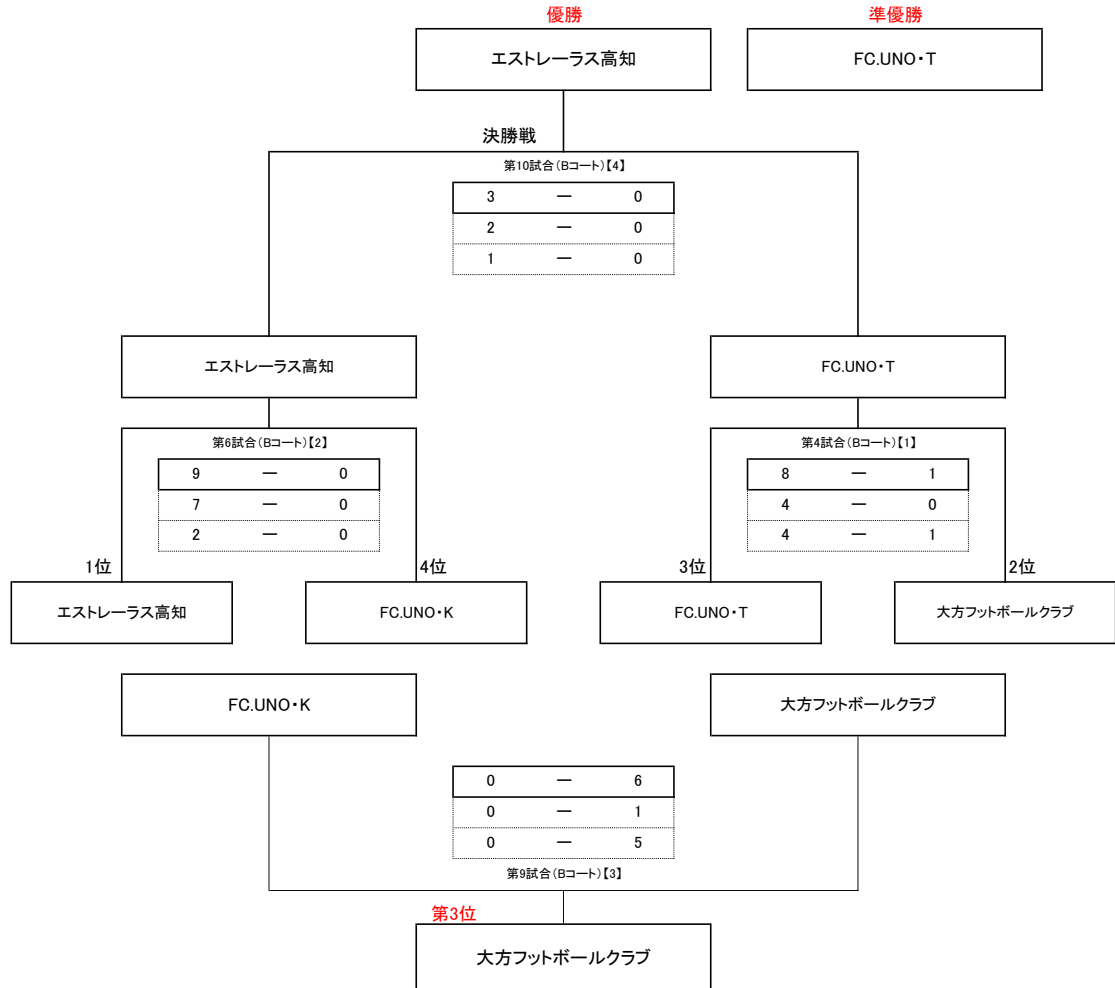 優勝 準優勝
エストレーラス高知 FC.UNO・T
決勝戦
第10試合(Bコート)【4】
3 ー 0
2 ー 0
1 ー 0
エストレーラス高知 FC.UNO・T
第6試合(Bコート)【2】 第4試合(Bコート)【1】
9 ー 0 8 ー 1
7 ー 0 4 ー 0
2 ー 0 4 ー 1
1位 4位 3位 2位
エストレーラス高知 FC.UNO・K FC.UNO・T 大方フットボールクラブ
FC.UNO・K 大方フットボールクラブ
0 ー 6
0 ー 1
0 ー 5
第9試合(Bコート)【3】
第3位
大方フットボールクラブ